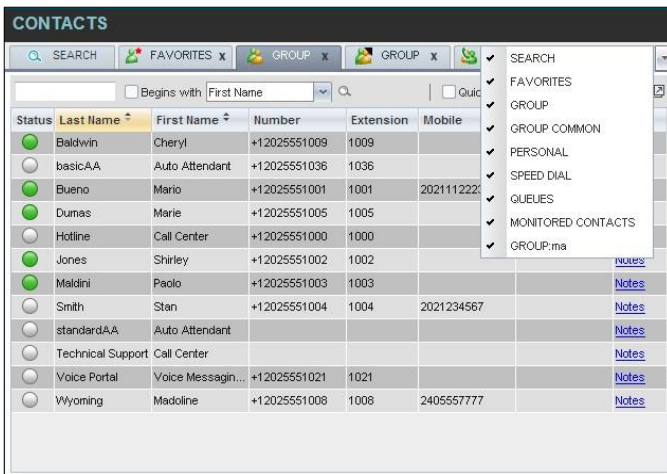 CONTACTS
SEARCH FAVORITES x GROUP x GROUP x
Begins with First Name Quic
SEARCH
FAVORITES
GROUP
GROUP COMMON
PERSONAL
SPEED DIAL
QUEUES
MONITORED CONTACTS
GROUP:ma
Status Last Name First Name Number Extension Mobile
Baldwin Cheryl +12025551009 1009
basicAA Auto Attendant +12025551036 1036
Bueno Mario +12025551001 1001 202111222
Dumas Marie +12025551005 1005
Hotline Call Center +12025551000 1000
Jones Shirley +12025551002 1002 Notes
Maldini Paolo +12025551003 1003 Notes
Smith Stan +12025551004 1004 2021234567 Notes
standardAA Auto Attendant Notes
Technical Support Call Center Notes
Voice Portal Voice Messagin... +12025551021 1021 Notes
Wyoming Madoline +12025551008 1008 2405557777 Notes